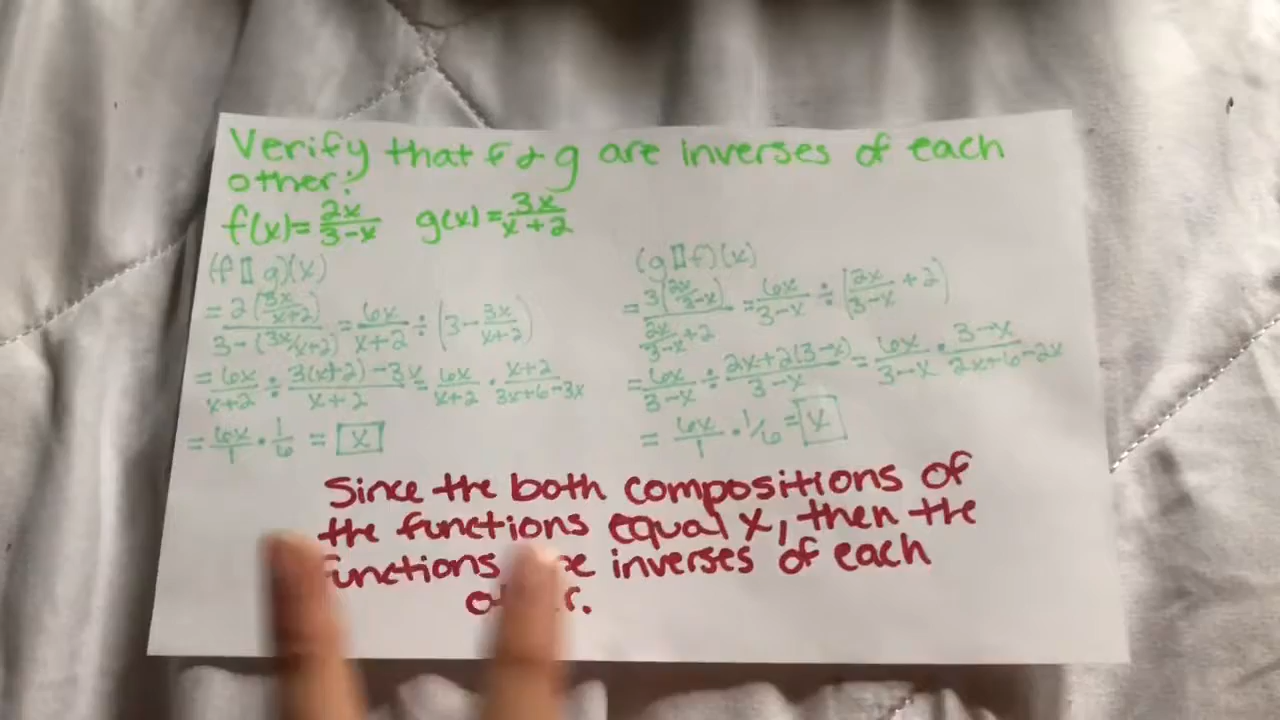 Verify that f & g are inverses of each
other:
f(x)=2x/3-x g(x)=3x/x+2
(f▯g)(x)
=2(3x/x+2)/3-(3x/x+2)=6x/x+2÷(3-3x/x+2)
=6x/x+2÷3(x+2)-3x/x+2=6x/x+2·x+2/3x+6-3x
=6x/1·1/6=x
(g▯f)(x)
=3(2x/3-x)/2x/3-x+2=6x/3-x÷(2x/3-x+2)
=6x/3-x÷2x+2(3-x)/3-x=6x/3-x·3-x/2x+6-2x
=6x/1·1/6=x
Since the both compositions of
the functions equal x, then the
functions inverses of each